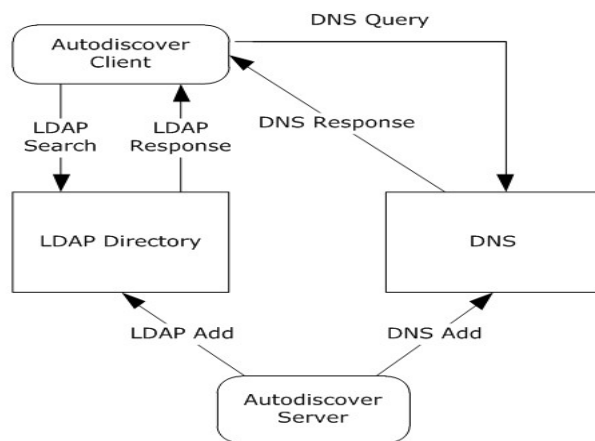 DNS Query
Autodiscover
Client
DNS Response
LDAP
Search
LDAP
Response
LDAP Directory
DNS
LDAP Add
DNS Add
Autodiscover
Server